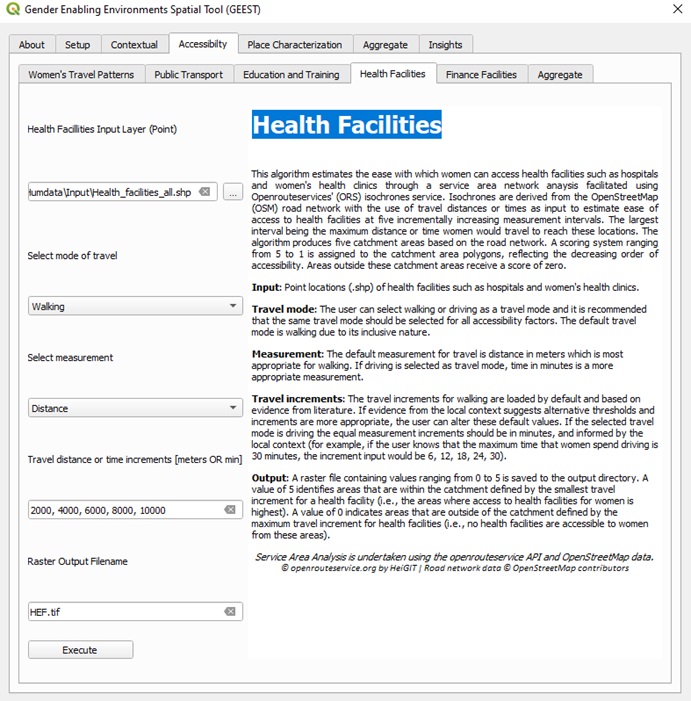 Gender Enabling Environments Spatial Tool (GEEST)
About Setup Contextual Accessibilty Place Characterization Aggregate Insights
Women's Travel Patterns Public Transport Education and Training Health Facilities Finance Facilities Aggregate
Health Facillities Input Layer (Point)
Humdata\Input\Health_facilities_all.shp ...
Select mode of travel
Walking
Select measurement
Distance
Travel distance or time increments [meters OR min]
2000, 4000, 6000, 8000, 10000
Raster Output Filename
HEF.tif
Execute
Health Facilities
This algorithm estimates the ease with which women can access health facilities such as hospitals
and women's health clinics through a service area network anaysis facilitated using
Openrouteservices' (ORS) isochrones service. Isochrones are derived from the OpenStreetMap
(OSM) road network with the use of travel distances or times as input to estimate ease of
access to health facilities at five incrementally increasing measurement intervals. The largest
interval being the maximum distance or time women would travel to reach these locations. The
algorithm produces five catchment areas based on the road network. A scoring system ranging
from 5 to 1 is assigned to the catchment area polygons, reflecting the decreasing order of
accessibility. Areas outside these catchment areas receive a score of zero.
Input: Point locations (.shp) of health facilities such as hospitals and women's health clinics.
Travel mode: The user can select walking or driving as a travel mode and it is recommended
that the same travel mode should be selected for all accessibility factors. The default travel
mode is walking due to its inclusive nature.
Measurement: The default measurement for travel is distance in meters which is most
appropriate for walking. If driving is selected as travel mode, time in minutes is a more
appropriate measurement.
Travel increments: The travel increments for walking are loaded by default and based on
evidence from literature. If evidence from the local context suggests alternative thresholds and
increments are more appropriate, the user can alter these default values. If the selected travel
mode is driving the equal measurement increments should be in minutes, and informed by the
local context (for example, if the user knows that the maximum time that women spend driving is
30 minutes, the increment input would be 6, 12, 18, 24, 30).
Output: A raster file containing values ranging from 0 to 5 is saved to the output directory. A
value of 5 identifies areas that are within the catchment defined by the smallest travel
increment for a health facility (i.e., the areas where access to health facilities for women is
highest). A value of 0 indicates areas that are outside of the catchment defined by the
maximum travel increment for health facilities (i.e., no health facilities are accessible to women
from these areas).
Service Area Analysis is undertaken using the openrouteservice API and OpenStreetMap data.
© openrouteservice.org by HeiGIT | Road network data © OpenStreetMap contributors